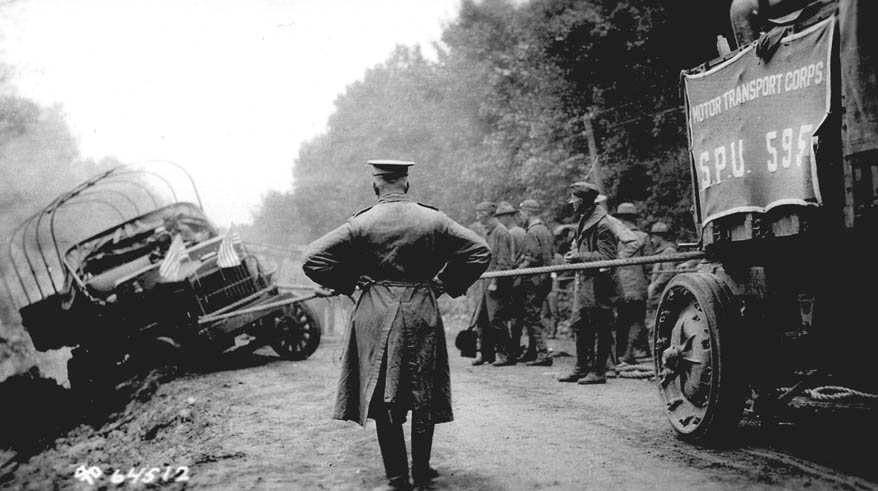 MOTOR TRANSPORT CORPS.
S.P.U. 595
64512